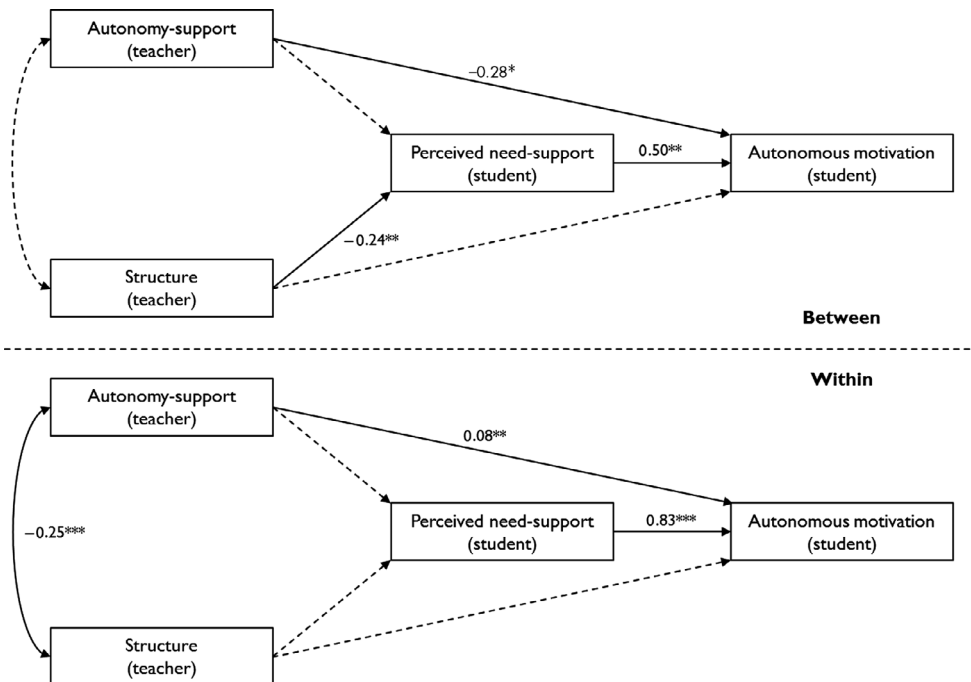 Autonomy-support
(teacher)
−0.28*
Perceived need-support
(student)
0.50**
Autonomous motivation
(student)
−0.24**
Structure
(teacher)
Between
Within
Autonomy-support
(teacher)
0.08**
−0.25***
Perceived need-support
(student)
0.83***
Autonomous motivation
(student)
Structure
(teacher)